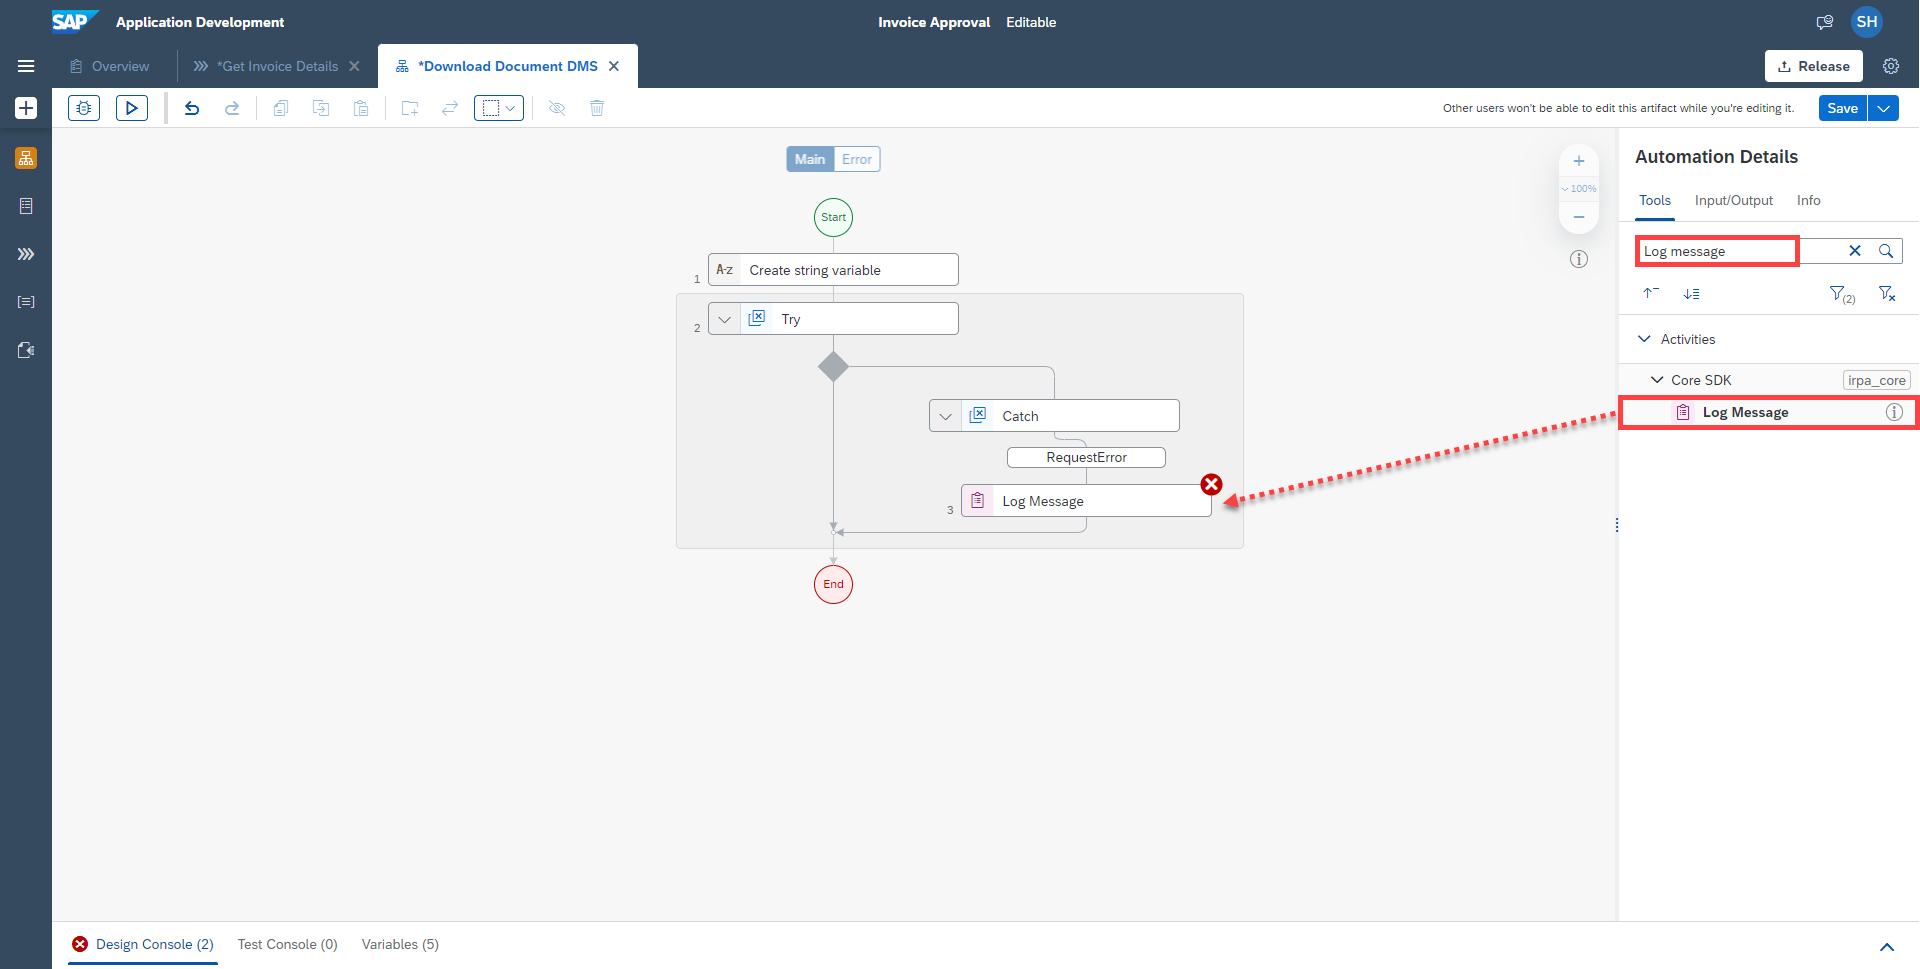 SAP Application Development
Invoice Approval Editable
SH
Overview
*Get Invoice Details
*Download Document DMS
Release
Other users won't be able to edit this artifact while you're editing it.
Save
Main Error
100%
Start
1
A-z Create string variable
2
Try
Catch
RequestError
3
Log Message
End
Automation Details
Tools Input/Output Info
Log message
(2)
Activities
Core SDK irpa_core
Log Message
Design Console (2) Test Console (0) Variables (5)